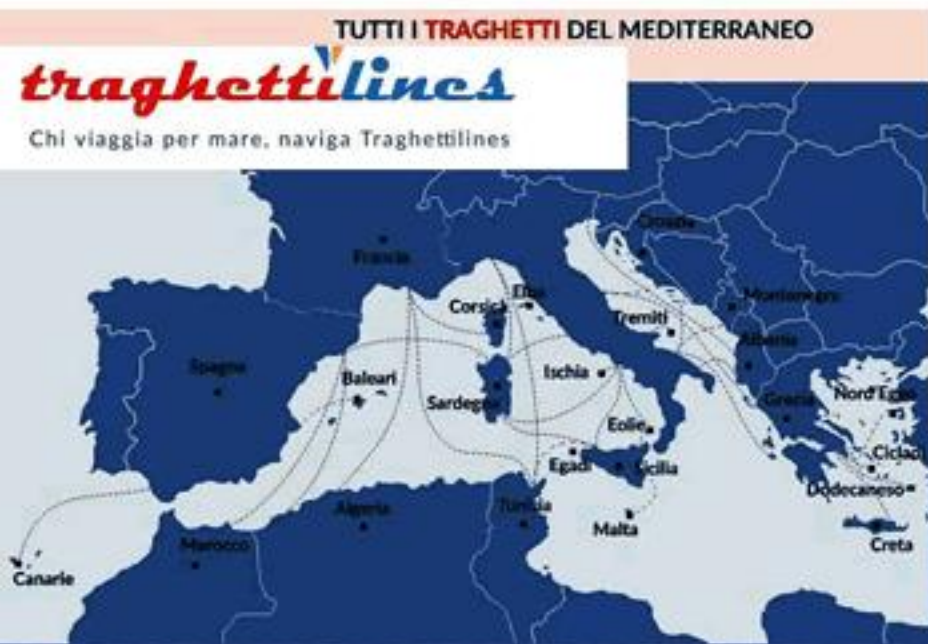 TUTTI I TRAGHETTI DEL MEDITERRANEO
traghettilines
Chi viaggia per mare, naviga Traghettilines
Croazia
Francia
Elba
Corsica
Montenegro
Tremiti
Albania
Spagna
Ischia
Baleari
Nord Egeo
Sardegna
Grecia
Eolie
Cicladi
Egadi
Sicilia
Dodecaneso
Algeria
Tunisia
Malta
Marocco
Creta
Canarie